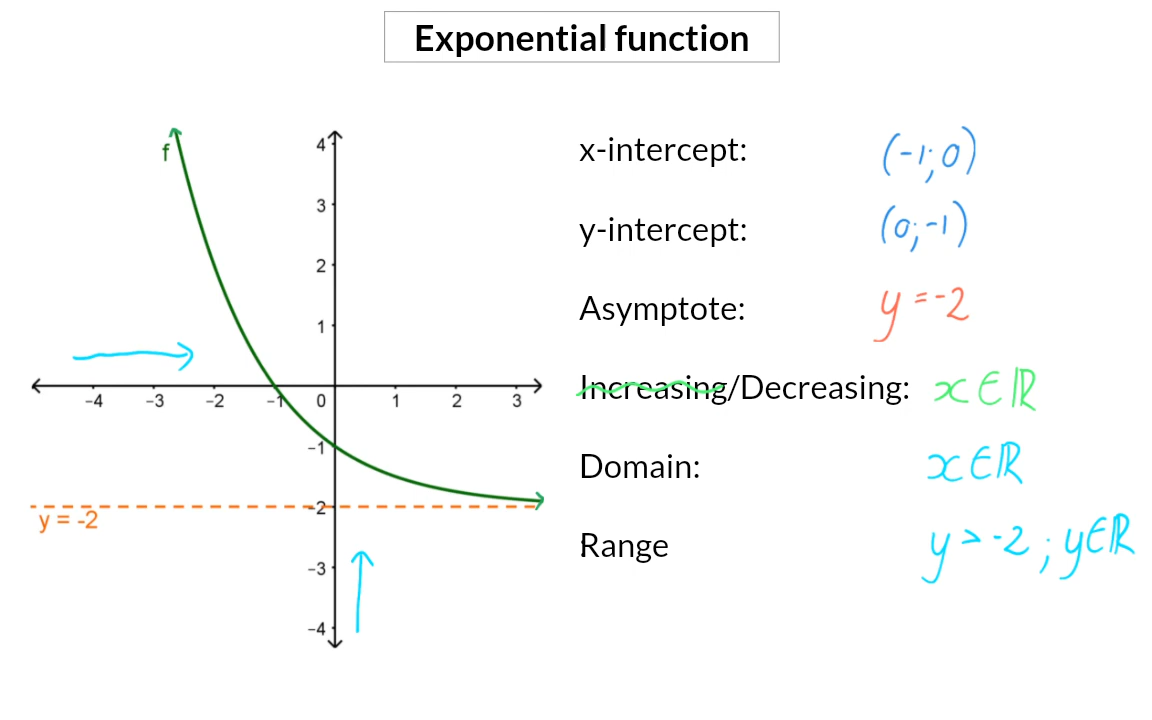 Exponential function
f
4
3
2
1
-4 -3 -2 -1 0 1 2 3
-1
-2
y = -2
-3
-4
x-intercept: (-1;0)
y-intercept: (0;-1)
Asymptote: y = -2
Increasing/Decreasing: x∈ℝ
Domain: x∈ℝ
Range y > -2 ; y∈ℝ